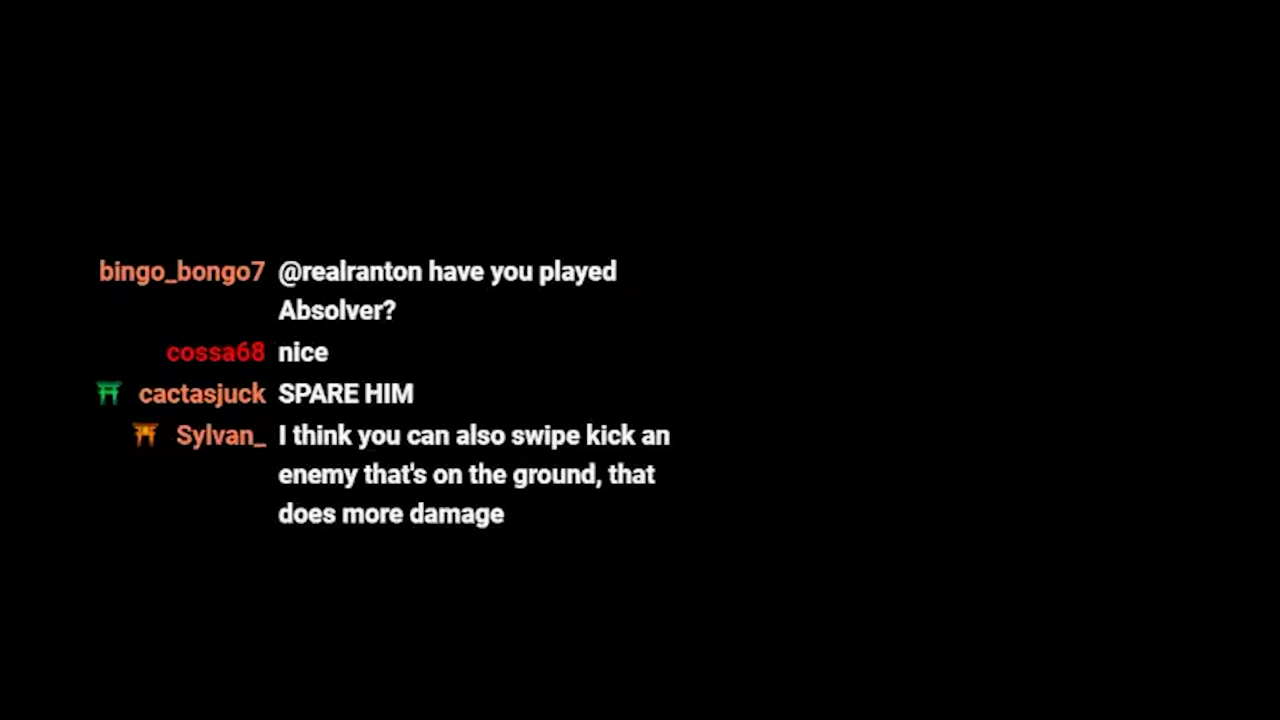 bingo_bongo7 @realranton have you played
Absolver?
cossa68 nice
cactasjuck SPARE HIM
Sylvan_ I think you can also swipe kick an
enemy that's on the ground, that
does more damage